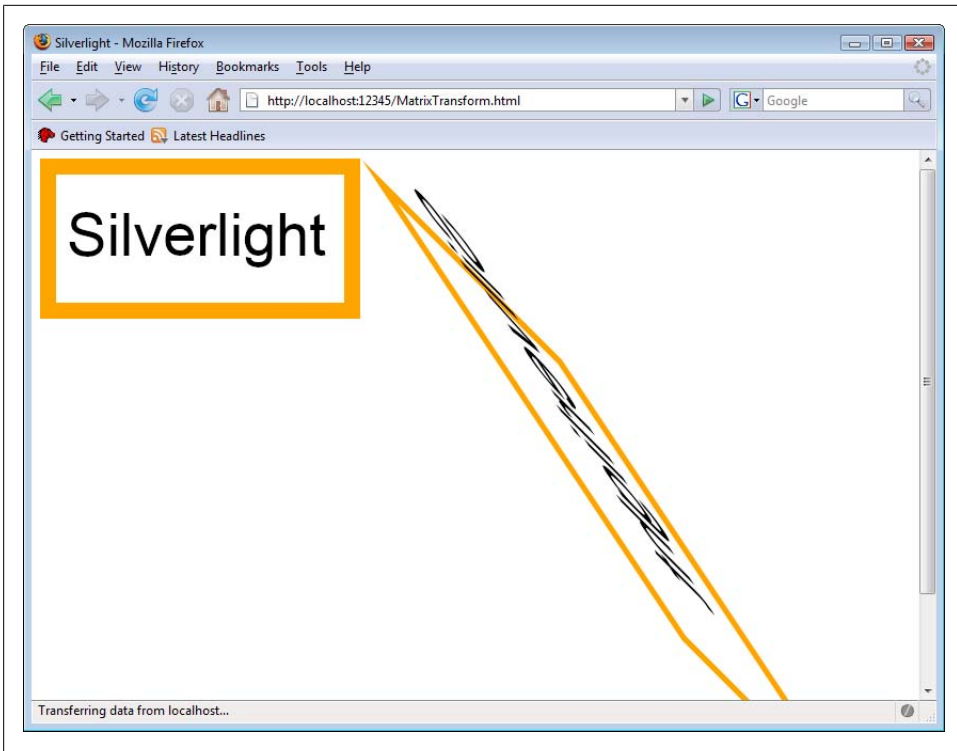 Silverlight - Mozilla Firefox
File Edit View History Bookmarks Tools Help
http://localhost:12345/MatrixTransform.html
G Google
Getting Started Latest Headlines
Silverlight
Transferring data from localhost...